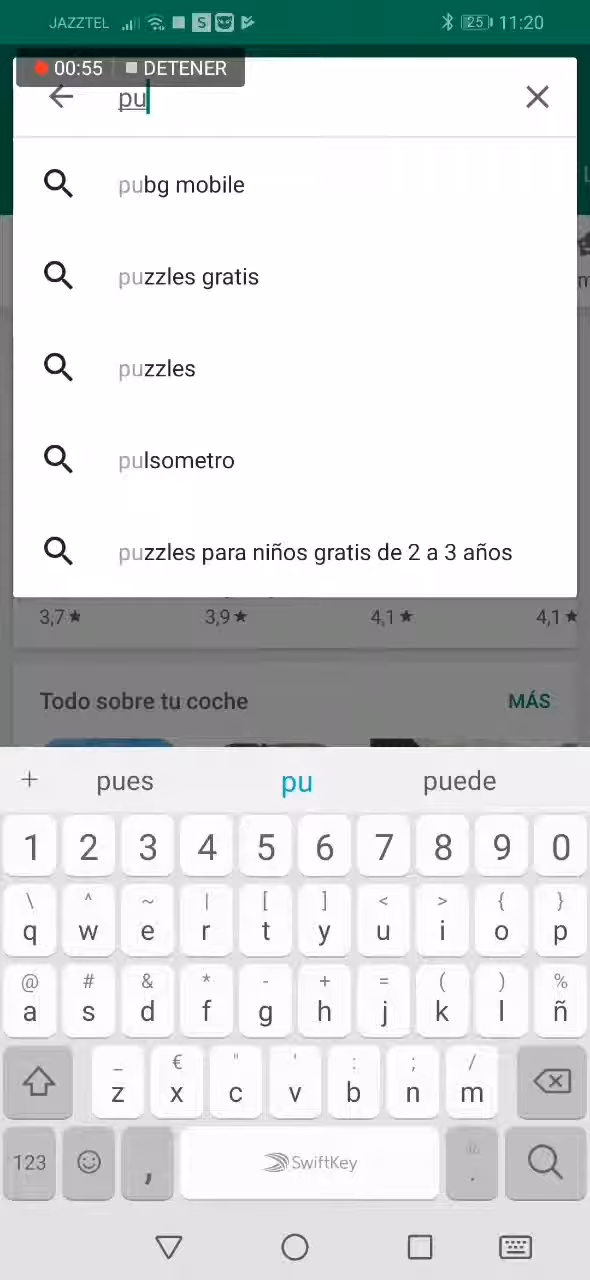 JAZZTEL S 25 11:20
00:55 DETENER
pu
pubg mobile
puzzles gratis
puzzles
pulsometro
puzzles para niños gratis de 2 a 3 años
3,7★ 3,9★ 4,1★ 4,1★
Todo sobre tu coche MÁS
+ pues pu puede
1 2 3 4 5 6 7 8 9 0
\ ^ ~ | [ ] < > { }
q w e r t y u i o p
@ # & * - + = ( ) %
a s d f g h j k l ñ
_ € " ' : ; /
z x c v b n m
123 , SwiftKey .